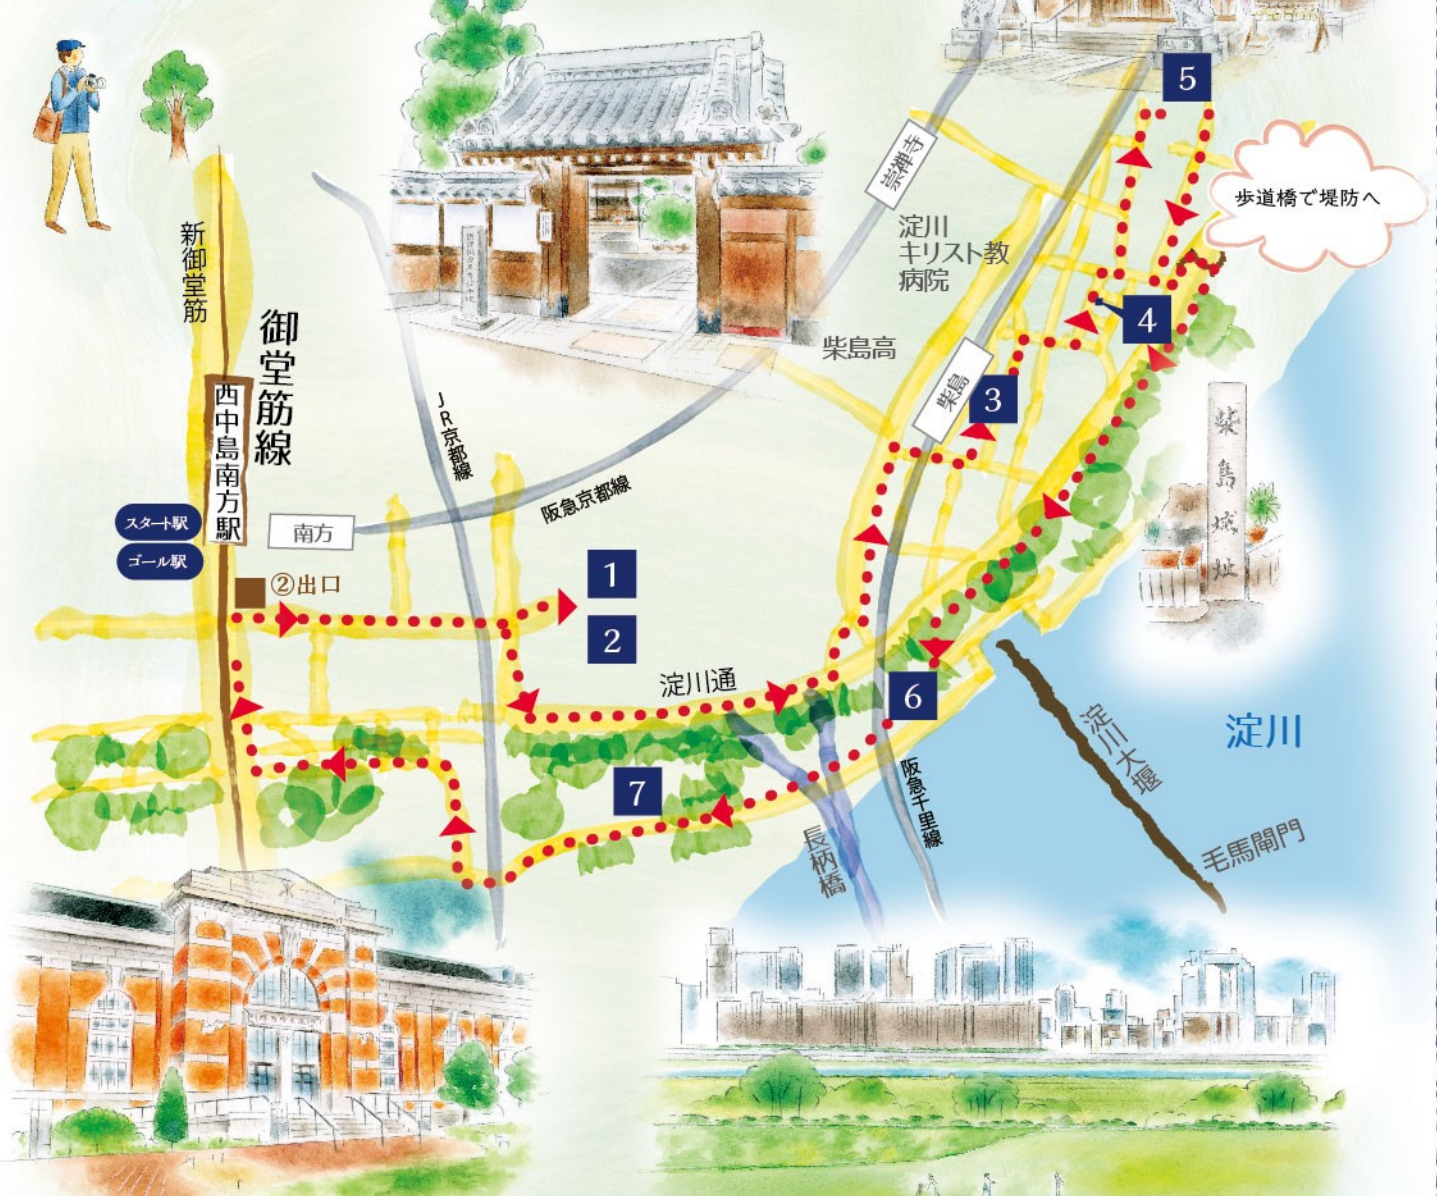 5
歩道橋で堤防へ
崇禅寺
淀川
キリスト教
病院
新御堂筋
御堂筋線
4
柴島高
柴島
3
西中島南方駅
JR京都線
柴島城址
阪急京都線
スタート駅
ゴール駅
南方
②出口
1
2
淀川通
6
淀川
淀川大堰
7
阪急千里線
長柄橋
毛馬閘門